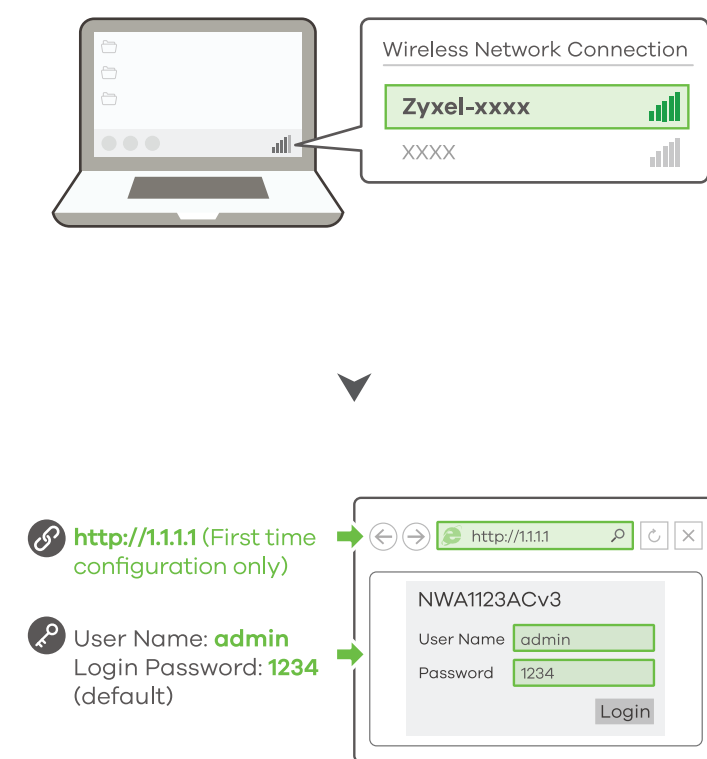 Wireless Network Connection
Zyxel-xxxx
XXXX
http://1.1.1.1 (First time
configuration only)
http://1.1.1.1
NWA1123ACv3
User Name: admin
Login Password: 1234
(default)
User Name admin
Password 1234
Login